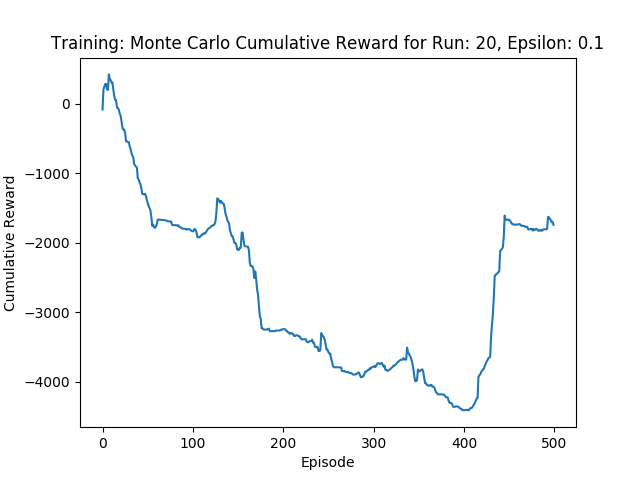 Training: Monte Carlo Cumulative Reward for Run: 20, Epsilon: 0.1
Cumulative Reward
0
−1000
−2000
−3000
−4000
0 100 200 300 400 500
Episode